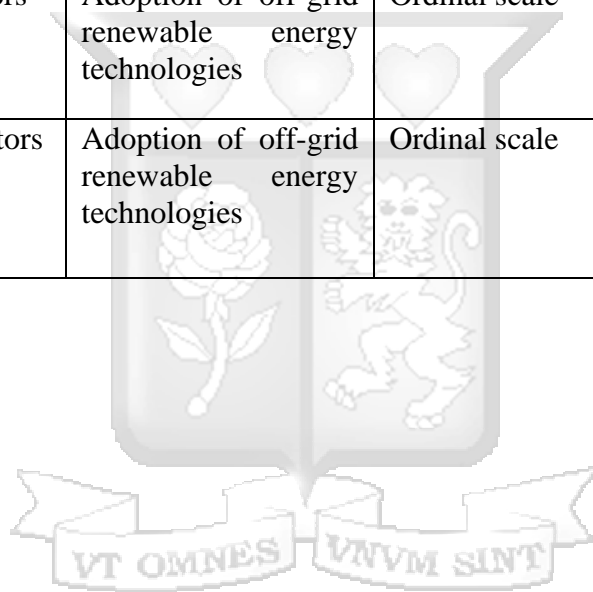 ors
Adoption of off-grid
renewable energy
technologies
Ordinal scale
tors
Adoption of off-grid
renewable energy
technologies
Ordinal scale
VT OMNES VNVM SINT